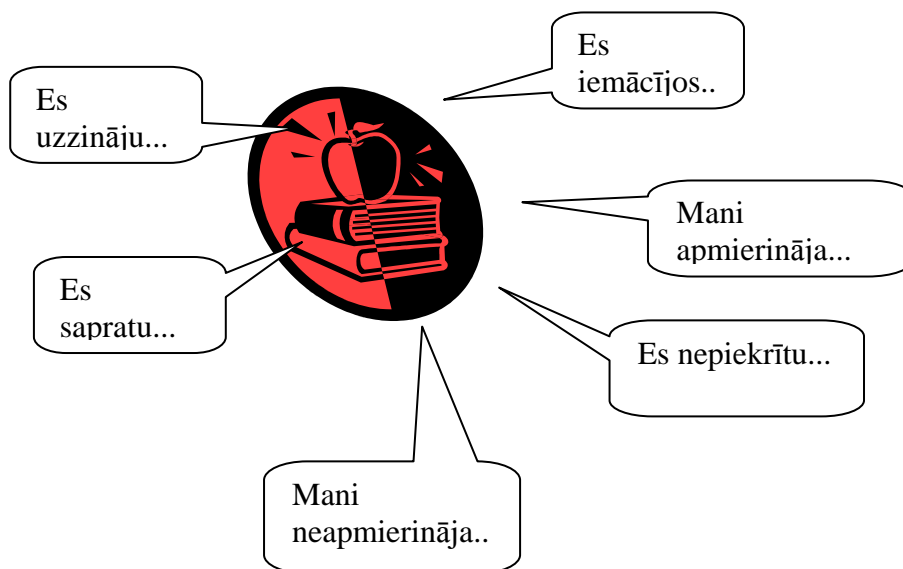 Es
iemācījos..
Es
uzzināju...
Mani
apmierināja...
Es
sapratu...
Es nepiekrītu...
Mani
neapmierināja..